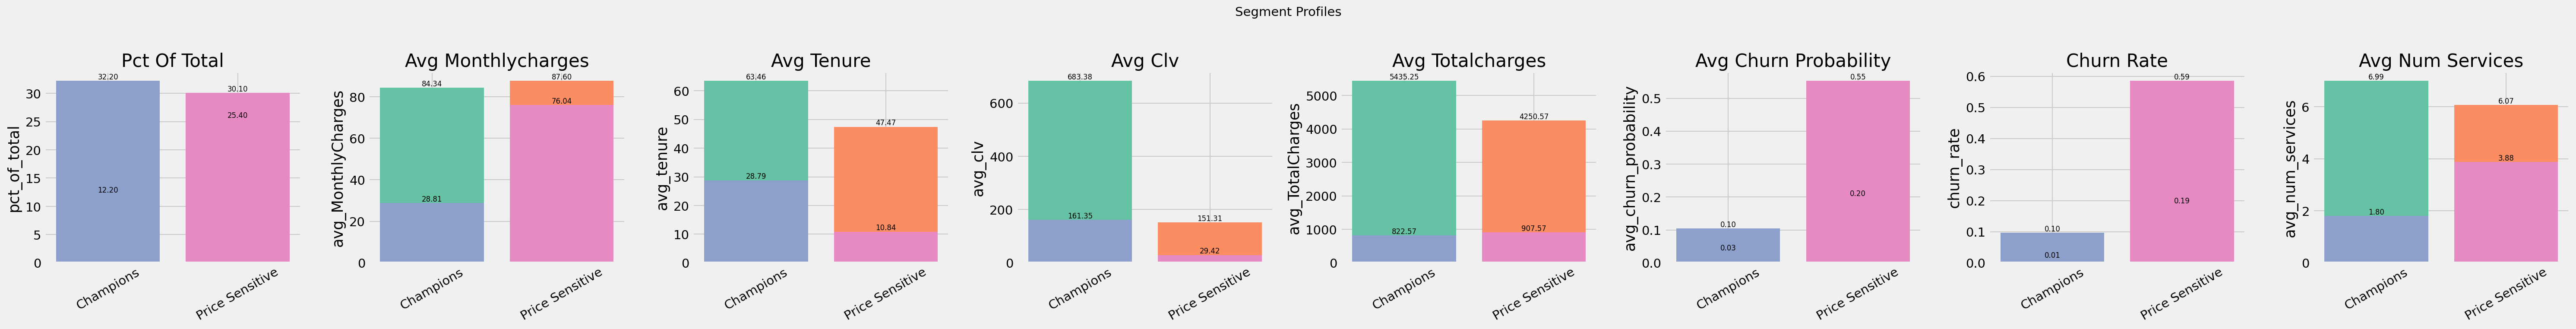 Segment Profiles
Pct Of Total
pct_of_total
30
25
20
15
10
5
0
32.20
12.20
30.10
25.40
Champions
Price Sensitive
Avg Monthlycharges
avg_MonthlyCharges
80
60
40
20
0
84.34
28.81
87.60
76.04
Champions
Price Sensitive
Avg Tenure
avg_tenure
60
50
40
30
20
10
0
63.46
28.79
47.47
10.84
Champions
Price Sensitive
Avg Clv
avg_clv
600
400
200
0
683.38
161.35
151.31
29.42
Champions
Price Sensitive
Avg Totalcharges
avg_TotalCharges
5000
4000
3000
2000
1000
0
5435.25
822.57
4250.57
907.57
Champions
Price Sensitive
Avg Churn Probability
avg_churn_probability
0.5
0.4
0.3
0.2
0.1
0.0
0.10
0.03
0.55
0.20
Champions
Price Sensitive
Churn Rate
churn_rate
0.6
0.5
0.4
0.3
0.2
0.1
0.0
0.10
0.01
0.59
0.19
Champions
Price Sensitive
Avg Num Services
avg_num_services
6
4
2
0
6.99
1.80
6.07
3.88
Champions
Price Sensitive